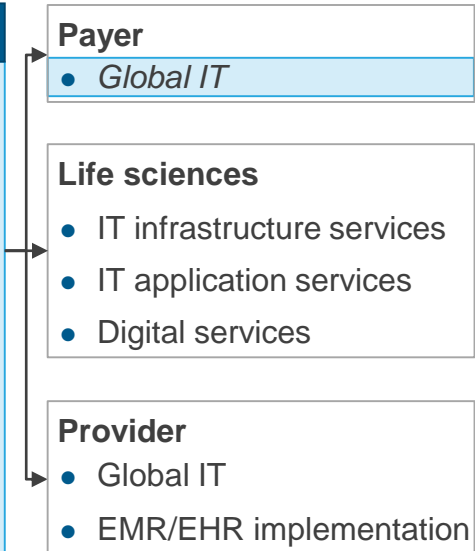 Payer
● Global IT
Life sciences
● IT infrastructure services
● IT application services
● Digital services
Provider
● Global IT
● EMR/EHR implementation